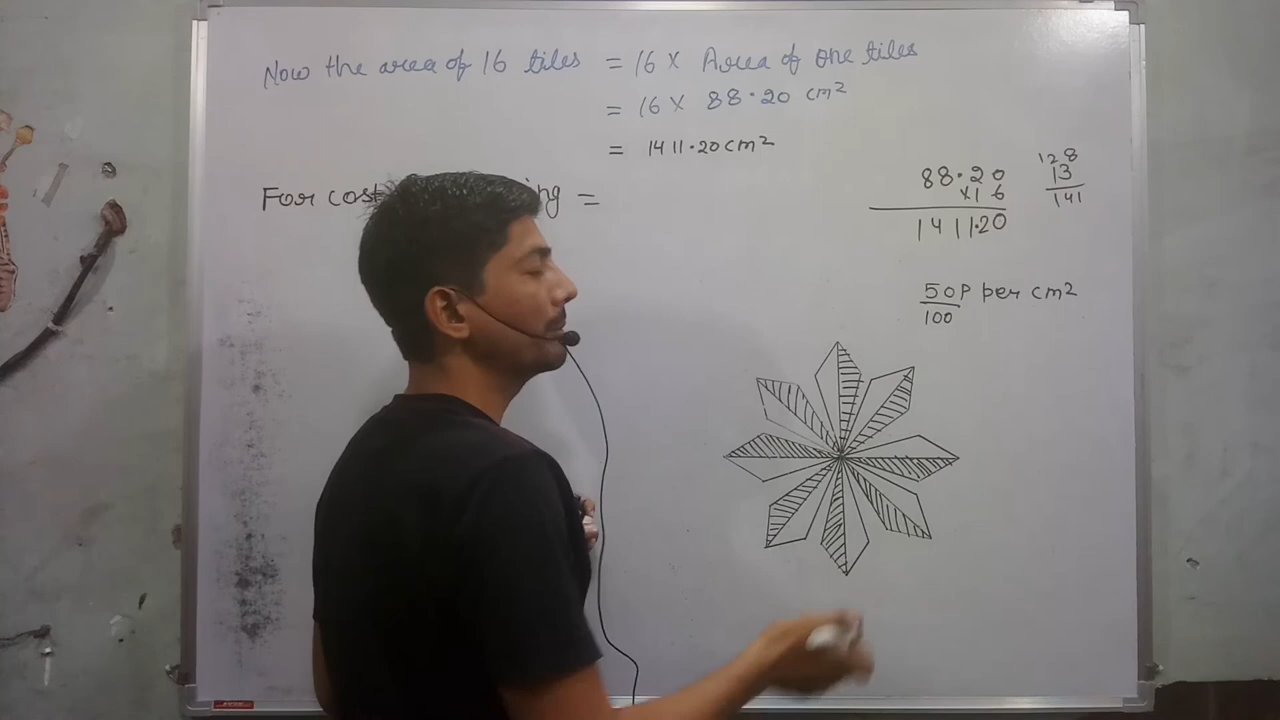 Now the area of 16 tiles = 16 × Area of one tiles
= 16 × 88.20 cm²
= 1411.20 cm²
For cost ing =
88.20
×16
1411.20
128
13
141
50P per cm²
100